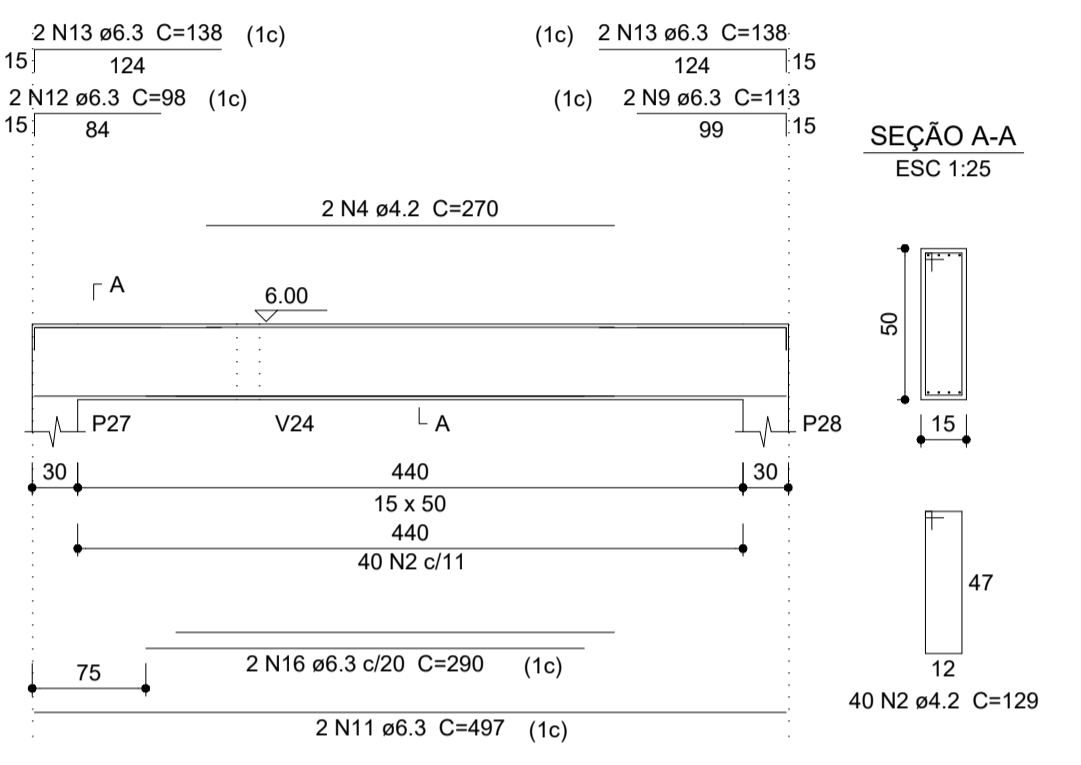 2 N13 ø6.3 C=138 (1c)
15
124
(1c) 2 N13 ø6.3 C=138
124
15
2 N12 ø6.3 C=98 (1c)
15
84
(1c) 2 N9 ø6.3 C=113
99
15
SEÇÃO A-A
ESC 1:25
2 N4 ø4.2 C=270
A
6.00
50
15
P27
V24
A
P28
30
440
30
15 x 50
440
40 N2 c/11
47
12
40 N2 ø4.2 C=129
75
2 N16 ø6.3 c/20 C=290 (1c)
2 N11 ø6.3 C=497 (1c)